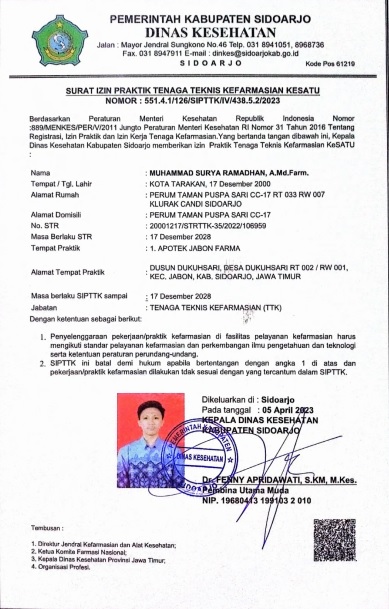 PEMERINTAH KABUPATEN SIDOARJO
DINAS KESEHATAN
Jalan : Mayor Jendral Sungkono No.46 Telp. 031 8941051, 8968736
Fax. 031 8947911 E-mail : dinkes@sidoarjokab.go.id
SIDOARJO
Kode Pos 61219
SURAT IZIN PRAKTIK TENAGA TEKNIS KEFARMASIAN KESATU
NOMOR : 551.4.1/126/SIPTTK/IV/438.5.2/2023
Berdasarkan Peraturan Menteri Kesehatan Republik Indonesia Nomor
:889/MENKES/PER/V/2011 Jungto Peraturan Menteri Kesehatan RI Nomor 31 Tahun 2016 Tentang
Registrasi, Izin Praktik dan Izin Kerja Tenaga Kefarmasian.Yang bertanda tangan dibawah ini, Kepala
Dinas Kesehatan Kabupaten Sidoarjo memberikan izin Praktik Tenaga Teknis Kefarmasian KeSATU
:
Nama : MUHAMMAD SURYA RAMADHAN, A.Md.Farm.
Tempat / Tgl. Lahir : KOTA TARAKAN, 17 Desember 2000
Alamat Rumah : PERUM TAMAN PUSPA SARI CC-17 RT 033 RW 007
KLURAK CANDI SIDOARJO
Alamat Domisili : PERUM TAMAN PUSPA SARI CC-17
No. STR : 20001217/STRTTK-35/2022/106959
Masa Berlaku STR : 17 Desember 2028
Tempat Praktik : 1. APOTEK JABON FARMA
Alamat Tempat Praktik : DUSUN DUKUHSARI, DESA DUKUHSARI RT 002 / RW 001,
KEC. JABON, KAB. SIDOARJO, JAWA TIMUR
Masa berlaku SIPTTK sampai : 17 Desember 2028
Jabatan : TENAGA TEKNIS KEFARMASIAN (TTK)
Dengan ketentuan sebagai berikut:
1. Penyelenggaraan pekerjaan/praktik kefarmasian di fasilitas pelayanan kefarmasian harus
mengikuti standar pelayanan kefarmasian dan perkembangan ilmu pengetahuan dan teknologi
serta ketentuan peraturan perundang-undang.
2. SIPTTK ini batal demi hukum apabila bertentangan dengan angka 1 di atas dan
pekerjaan/praktik kefarmasian dilakukan tidak sesuai dengan yang tercantum dalam SIPTTK.
Dikeluarkan di : Sidoarjo
Pada tanggal : 05 April 2023
KEPALA DINAS KESEHATAN
KABUPATEN SIDOARJO
PEMERINTAH KABUPATEN
DINAS KESEHATAN
SIDOARJO
Dr. FENNY APRIDAWATI, S.KM, M.Kes.
Pembina Utama Muda
NIP. 19680413 199103 2 010
Tembusan :
1. Direktur Jendral Kefarmasian dan Alat Kesehatan;
2. Ketua Komite Farmasi Nasional;
3. Kepala Dinas Kesehatan Provinsi Jawa Timur;
4. Organisasi Profesi.